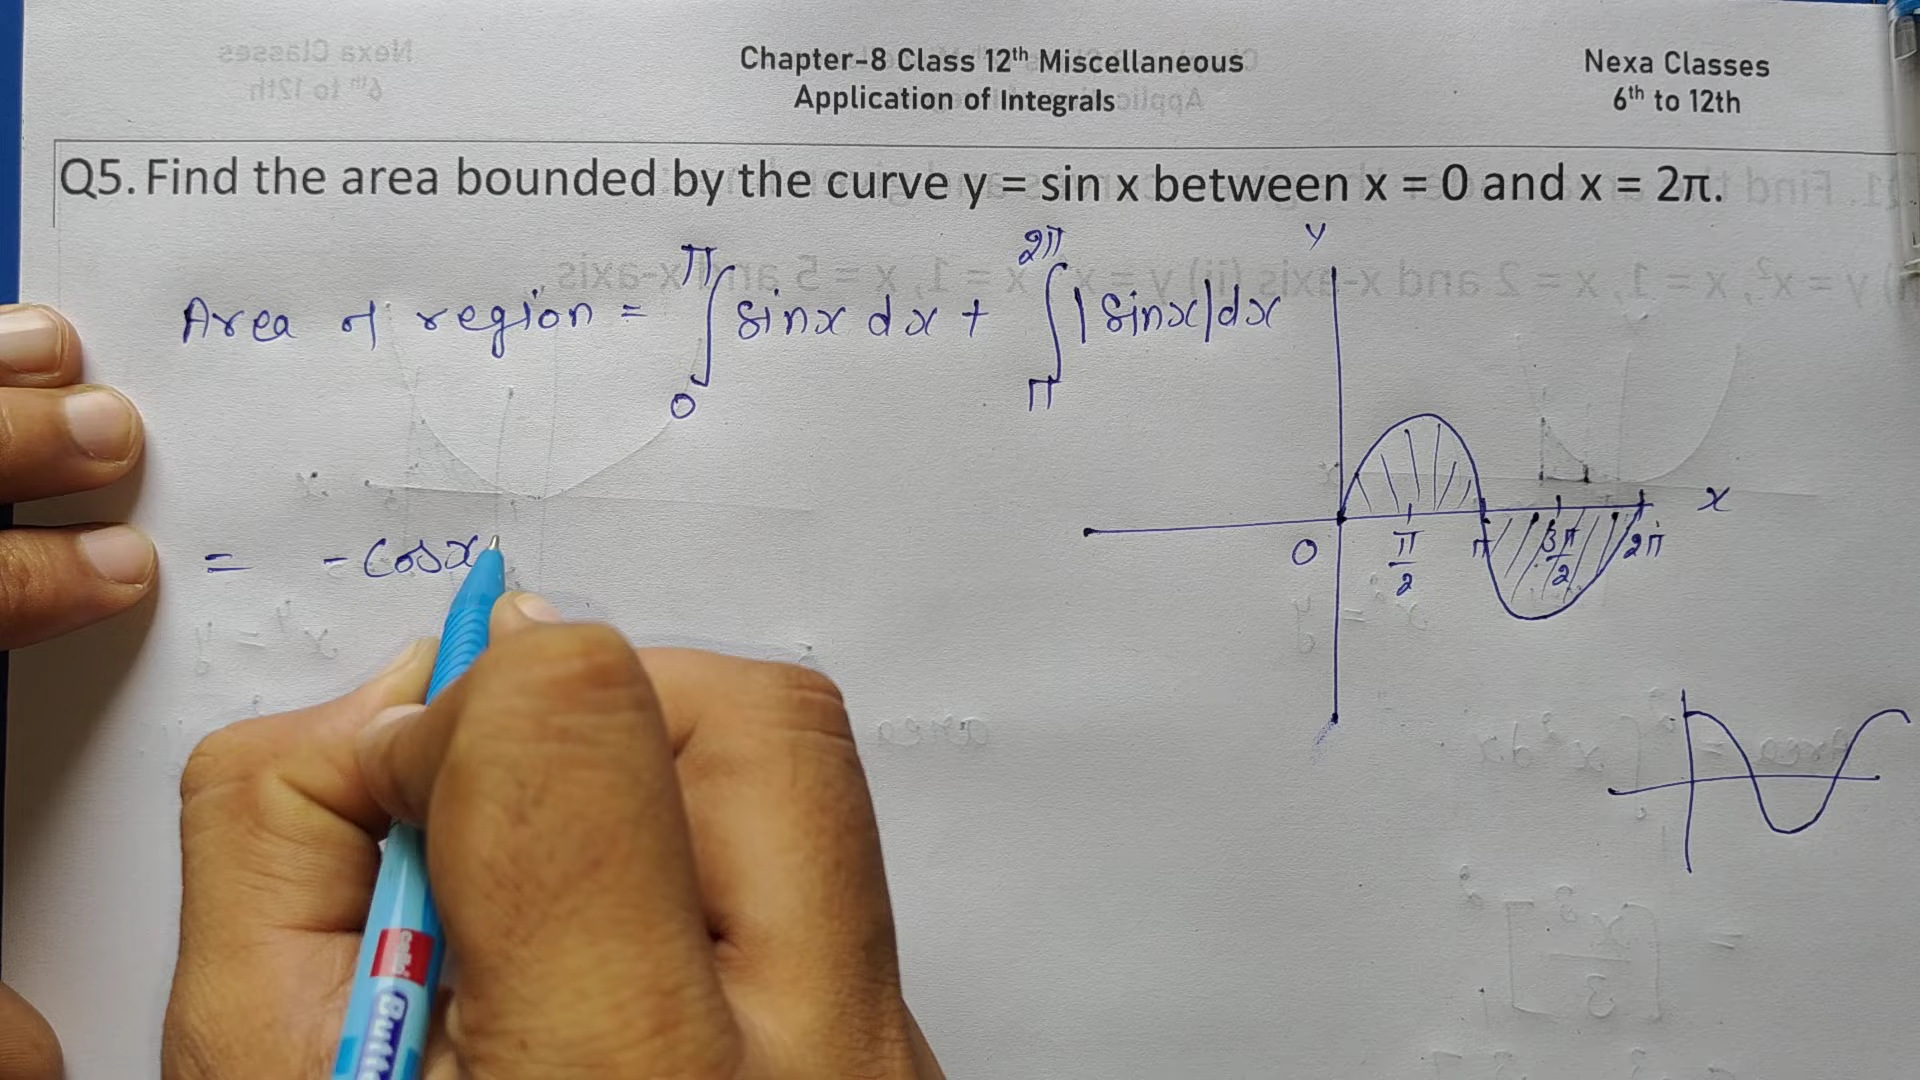 Chapter-8 Class 12th Miscellaneous
Application of Integrals
Nexa Classes
6th to 12th
Q5. Find the area bounded by the curve y = sin x between x = 0 and x = 2π.
Area of region = ∫₀^π sinx dx + ∫_π^2π |sinx| dx
= -cosx
Y
X
O
π/2
π
3π/2
2π